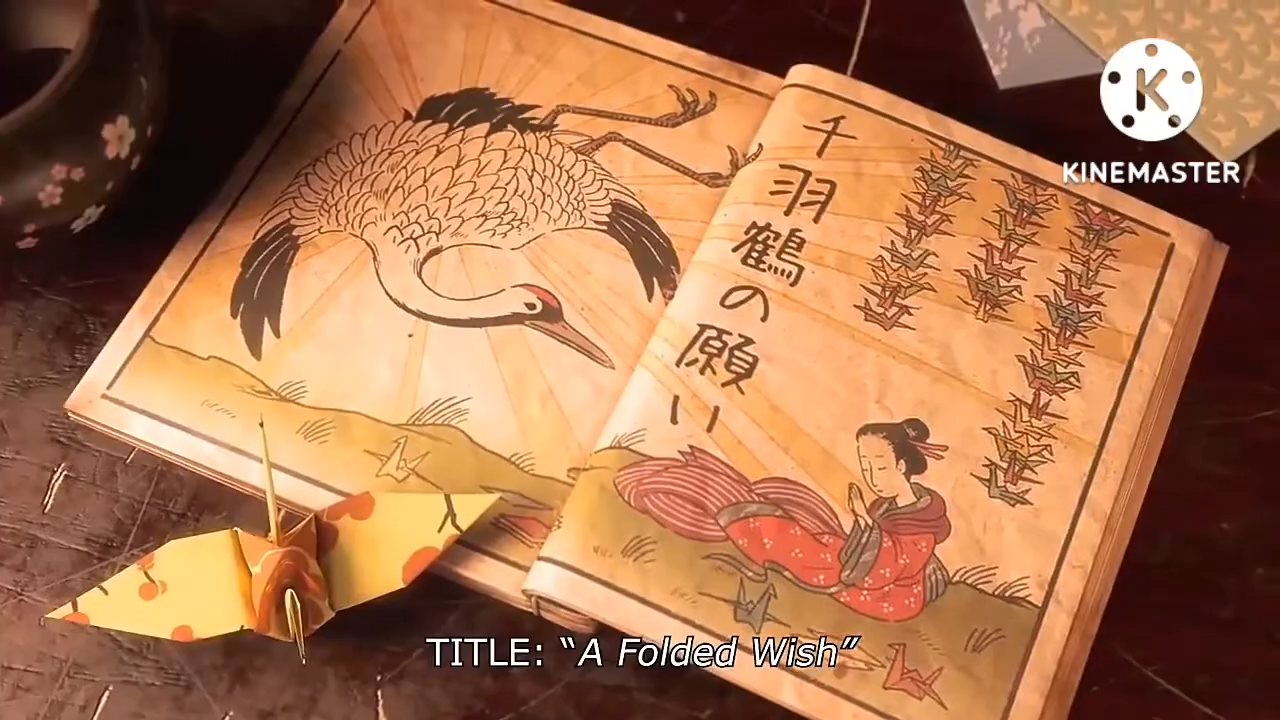 千羽鶴の願い
K
KINEMASTER
TITLE: “A Folded Wish”